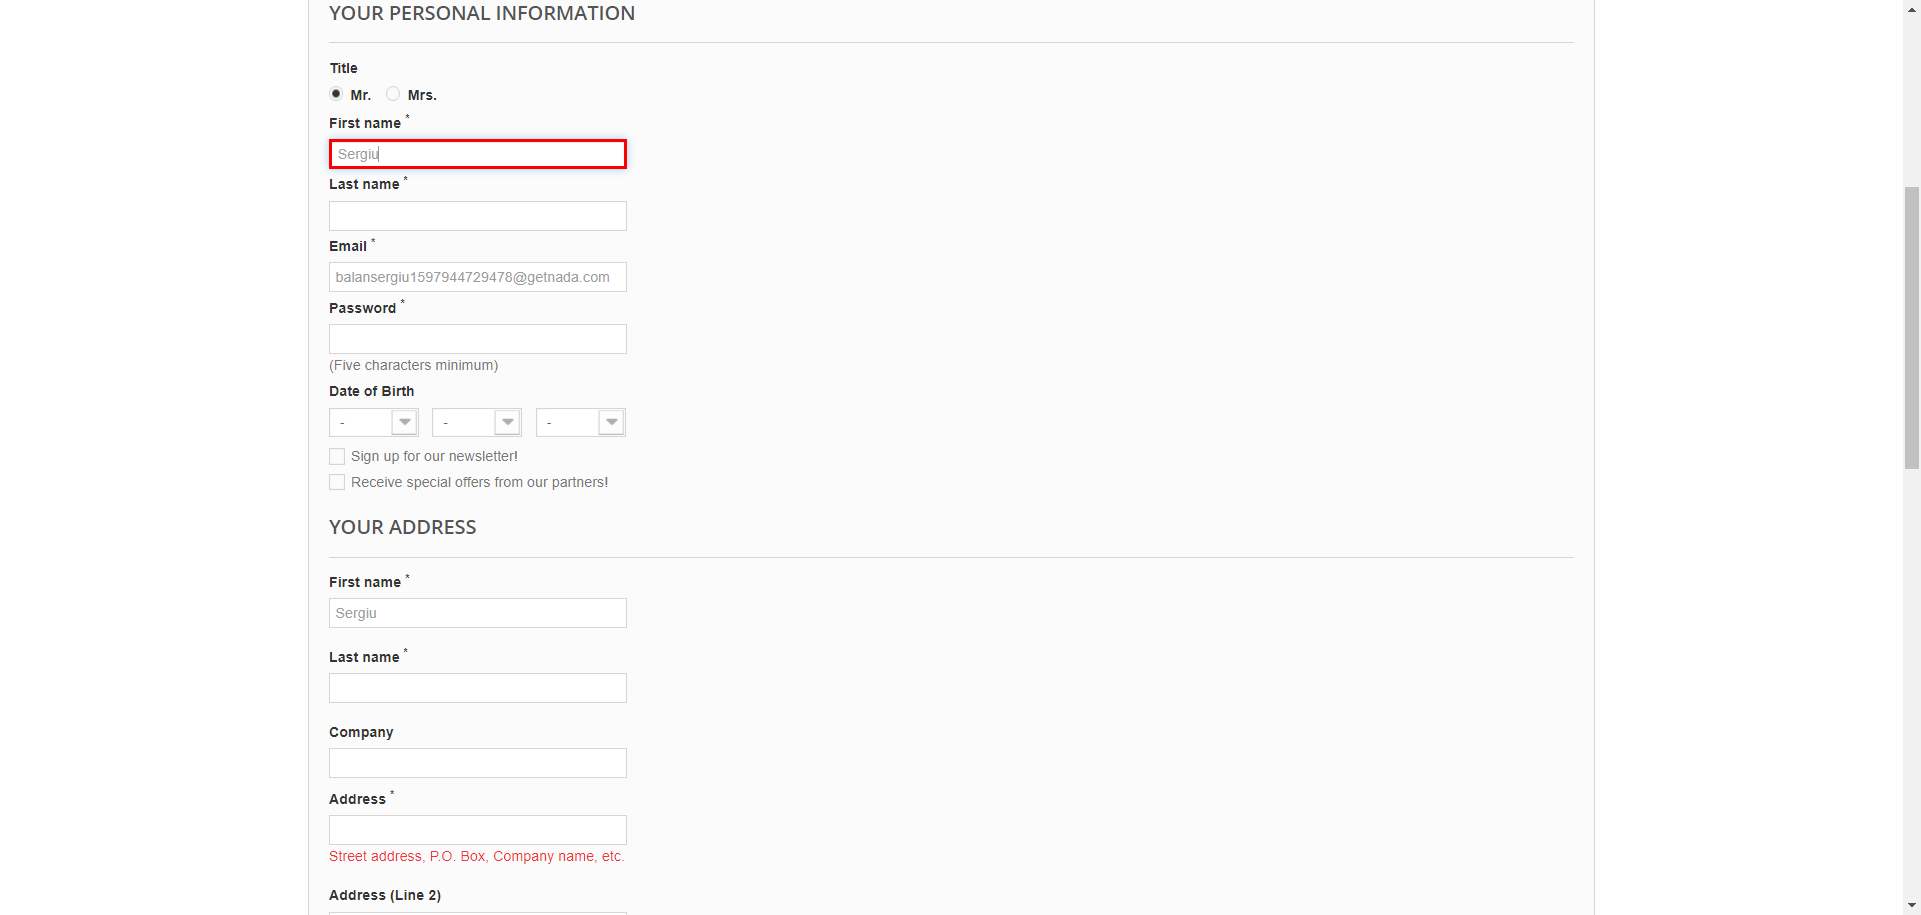 YOUR PERSONAL INFORMATION
Title
Mr. Mrs.
First name *
Sergiu
Last name *
Email *
balansergiu1597944729478@getnada.com
Password *
(Five characters minimum)
Date of Birth
- - -
Sign up for our newsletter!
Receive special offers from our partners!
YOUR ADDRESS
First name *
Sergiu
Last name *
Company
Address *
Street address, P.O. Box, Company name, etc.
Address (Line 2)